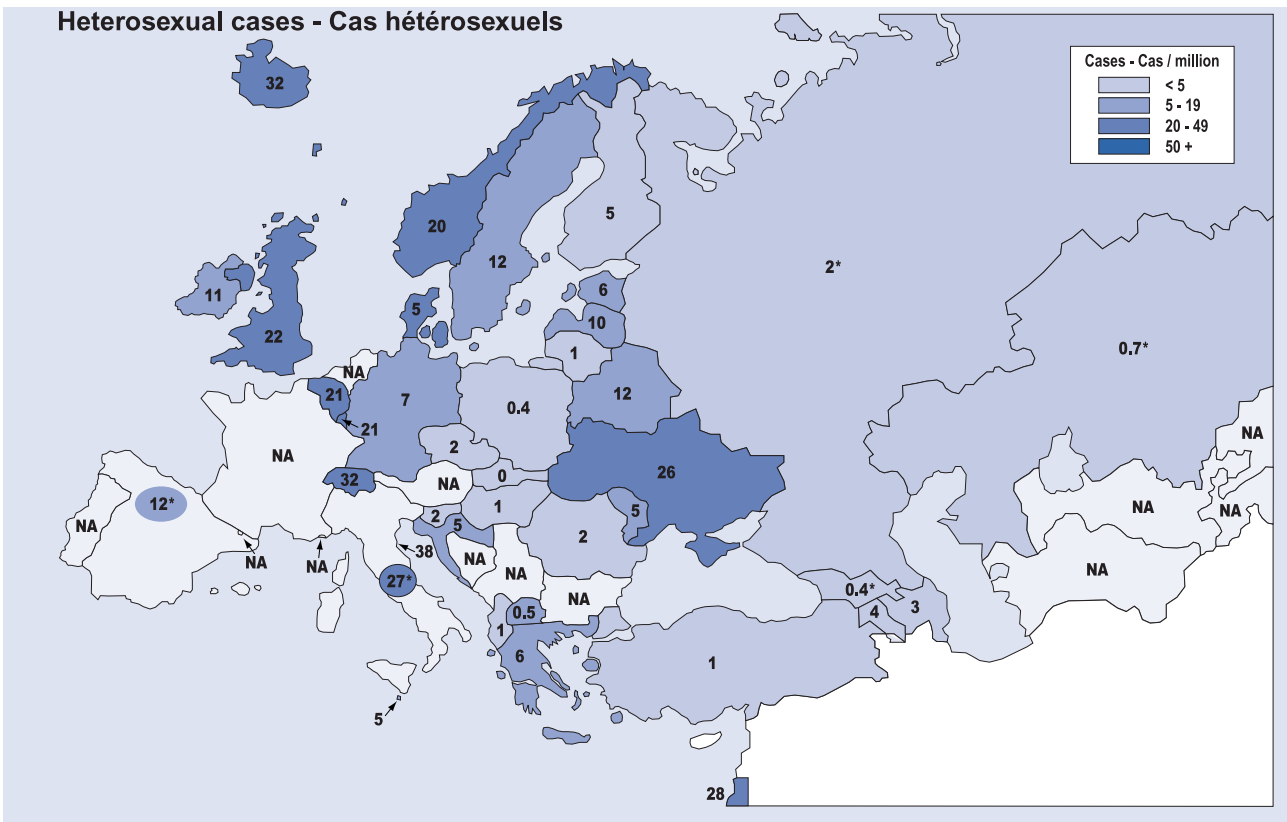 Heterosexual cases - Cas hétérosexuels
Cases - Cas / million
< 5
5 - 19
20 - 49
50 +
32
20
5
12
2*
11
22
5
6
10
1
0.7*
NA
21
21
7
0.4
12
NA
2
0
26
NA
32
NA
1
NA
12*
NA
2
5
5
2
NA
NA
NA
NA
38
NA
NA
NA
NA
27*
0.5
1
6
0.4*
4
3
1
5
28